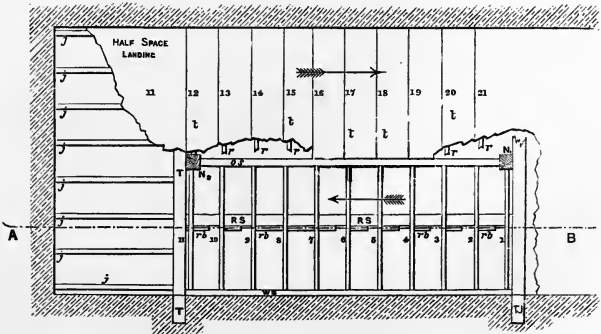 j
HALF SPACE
LANDING
11 12 13 14 15 16 17 18 19 20 21
t t t t t
j
j
j
r r r r r r
T N₂ OS N₁
j
RS RS
A j rb rb rb rb B
11 10 9 8 7 6 5 4 3 2 1
j
j
WS
T T